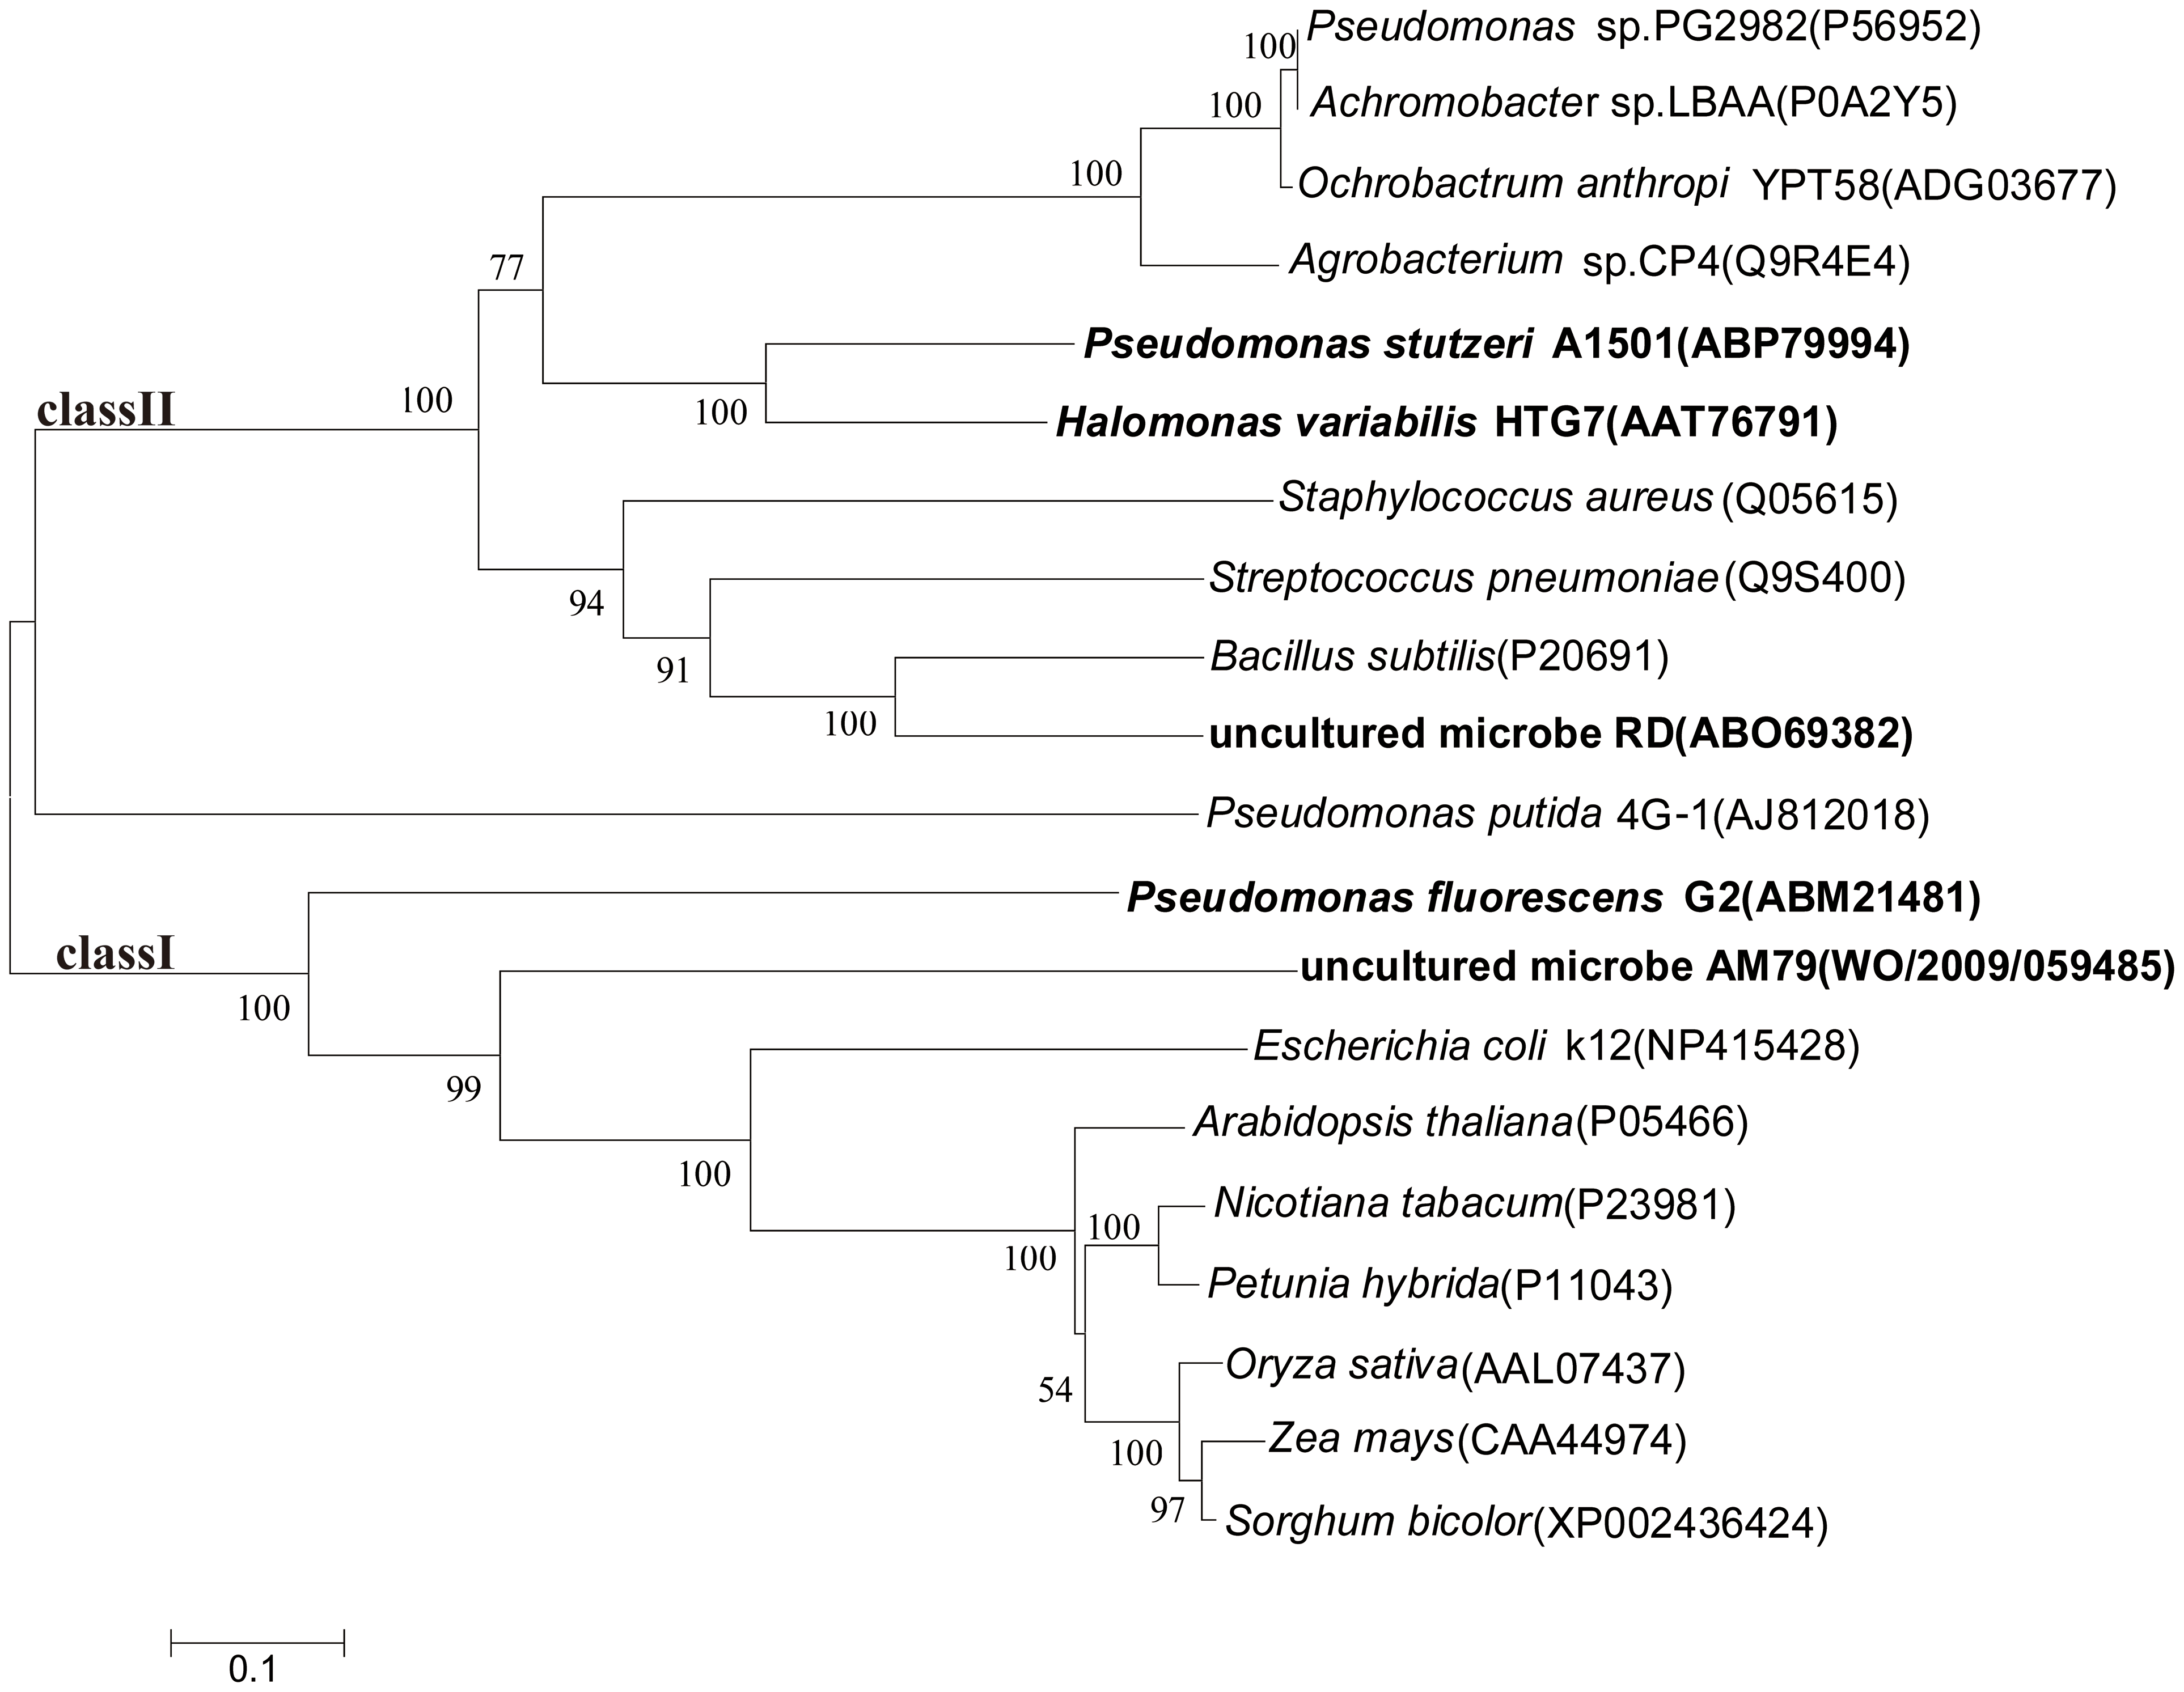 Pseudomonas sp.PG2982(P56952)
100
Achromobacter sp.LBAA(P0A2Y5)
100
Ochrobactrum anthropi YPT58(ADG03677)
100
Agrobacterium sp.CP4(Q9R4E4)
77
Pseudomonas stutzeri A1501(ABP79994)
classII
100
100
Halomonas variabilis HTG7(AAT76791)
Staphylococcus aureus (Q05615)
Streptococcus pneumoniae (Q9S400)
94
Bacillus subtilis(P20691)
91
100
uncultured microbe RD(ABO69382)
Pseudomonas putida 4G-1(AJ812018)
Pseudomonas fluorescens G2(ABM21481)
classI
uncultured microbe AM79(WO/2009/059485)
100
Escherichia coli k12(NP415428)
99
Arabidopsis thaliana(P05466)
100
Nicotiana tabacum(P23981)
100
100
Petunia hybrida(P11043)
Oryza sativa(AAL07437)
54
Zea mays(CAA44974)
100
97
Sorghum bicolor(XP002436424)
0.1